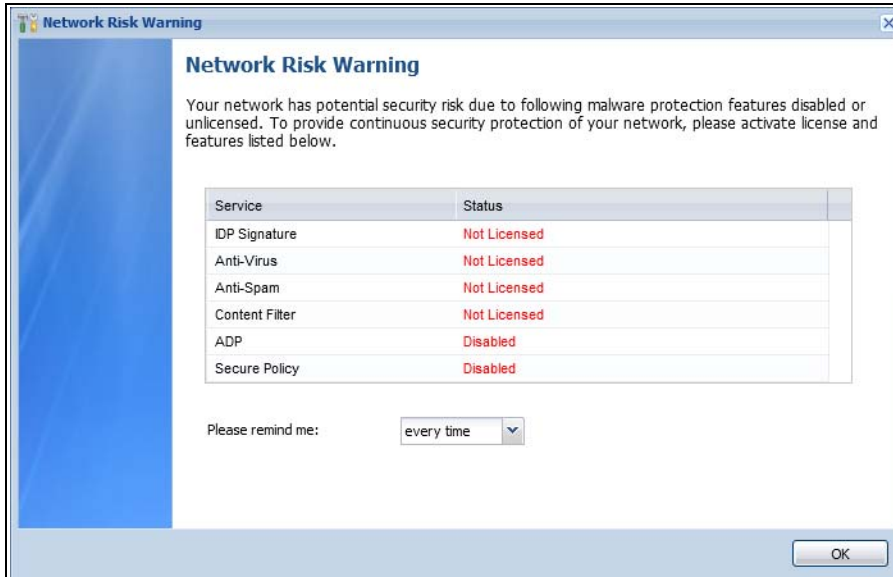 Network Risk Warning
Network Risk Warning
Your network has potential security risk due to following malware protection features disabled or
unlicensed. To provide continuous security protection of your network, please activate license and
features listed below.
Service Status
IDP Signature Not Licensed
Anti-Virus Not Licensed
Anti-Spam Not Licensed
Content Filter Not Licensed
ADP Disabled
Secure Policy Disabled
Please remind me: every time
OK